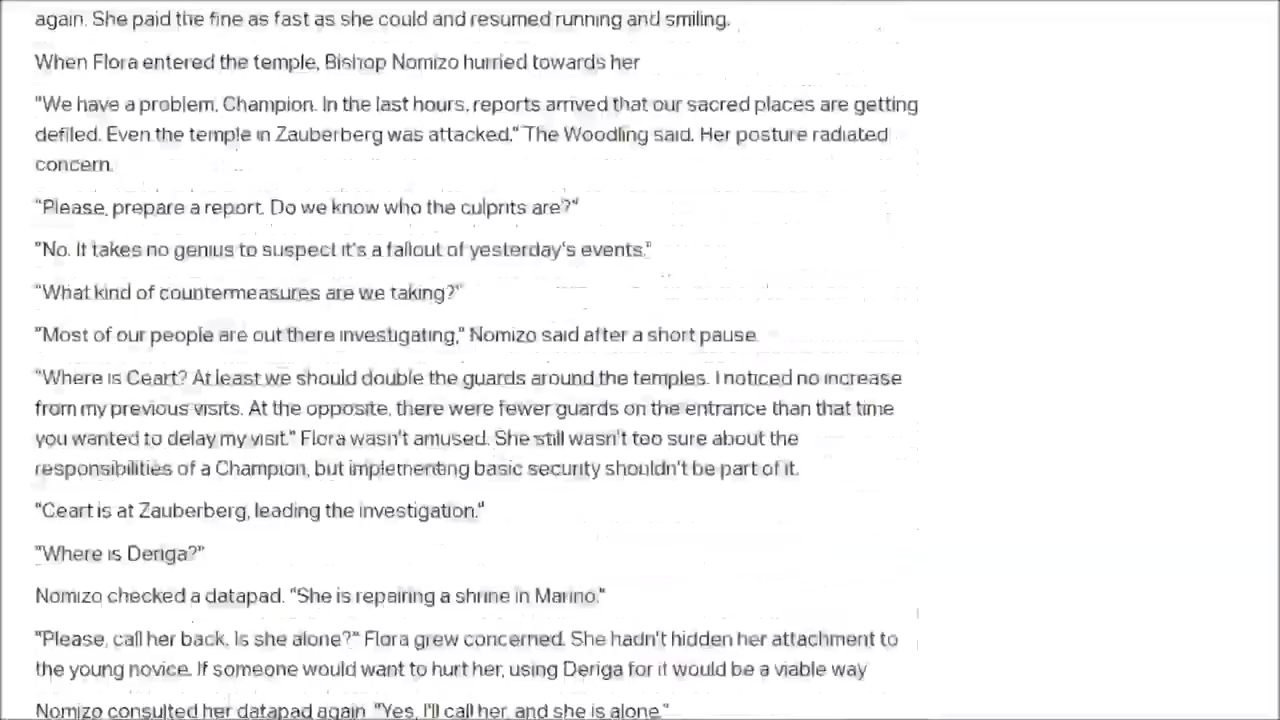 again. She paid the fine as fast as she could and resumed running and smiling.
When Flora entered the temple, Bishop Nomizo hurried towards her
"We have a problem, Champion. In the last hours, reports arrived that our sacred places are getting
defiled. Even the temple in Zauberberg was attacked." The Woodling said. Her posture radiated
concern.
"Please, prepare a report. Do we know who the culprits are?"
"No. It takes no genius to suspect it's a fallout of yesterday's events."
"What kind of countermeasures are we taking?"
"Most of our people are out there investigating," Nomizo said after a short pause.
"Where is Ceart? At least we should double the guards around the temples. I noticed no increase
from my previous visits. At the opposite, there were fewer guards on the entrance than that time
you wanted to delay my visit." Flora wasn't amused. She still wasn't too sure about the
responsibilities of a Champion, but implementing basic security shouldn't be part of it.
"Ceart is at Zauberberg, leading the investigation."
"Where is Deriga?"
Nomizo checked a datapad. "She is repairing a shrine in Marino."
"Please, call her back. Is she alone?" Flora grew concerned. She hadn't hidden her attachment to
the young novice. If someone would want to hurt her, using Deriga for it would be a viable way
Nomizo consulted her datapad again. "Yes, I'll call her, and she is alone."